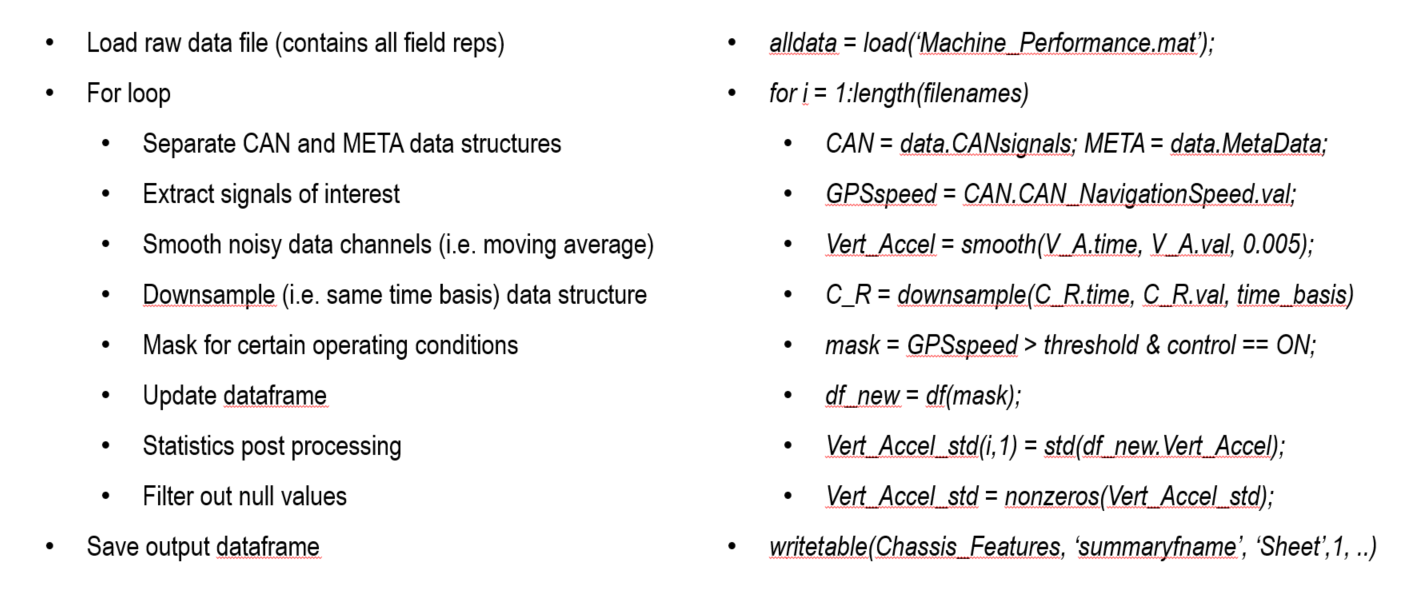 • Load raw data file (contains all field reps)
• For loop
• Separate CAN and META data structures
• Extract signals of interest
• Smooth noisy data channels (i.e. moving average)
• Downsample (i.e. same time basis) data structure
• Mask for certain operating conditions
• Update dataframe
• Statistics post processing
• Filter out null values
• Save output dataframe
• alldata = load(‘Machine_Performance.mat’);
• for i = 1:length(filenames)
• CAN = data.CANsignals; META = data.MetaData;
• GPSspeed = CAN.CAN_NavigationSpeed.val;
• Vert_Accel = smooth(V_A.time, V_A.val, 0.005);
• C_R = downsample(C_R.time, C_R.val, time_basis)
• mask = GPSspeed > threshold & control == ON;
• df_new = df(mask);
• Vert_Accel_std(i,1) = std(df_new.Vert_Accel);
• Vert_Accel_std = nonzeros(Vert_Accel_std);
• writetable(Chassis_Features, ‘summaryfname’, ‘Sheet’,1, ..)